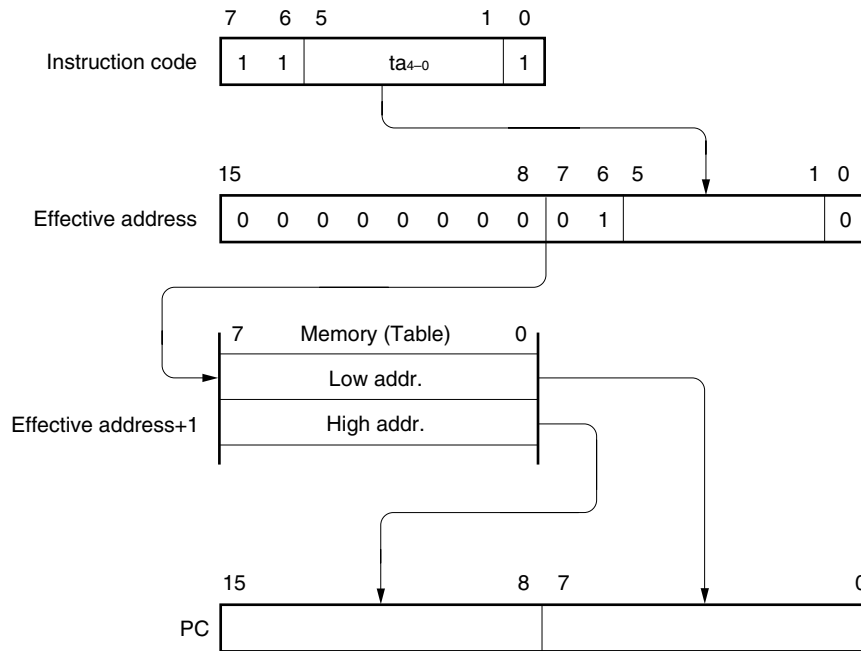 7 6 5 1 0
Instruction code 1 1 ta4–0 1
15 8 7 6 5 1 0
Effective address 0 0 0 0 0 0 0 0 0 1 0
7 Memory (Table) 0
Low addr.
Effective address+1 High addr.
15 8 7 0
PC